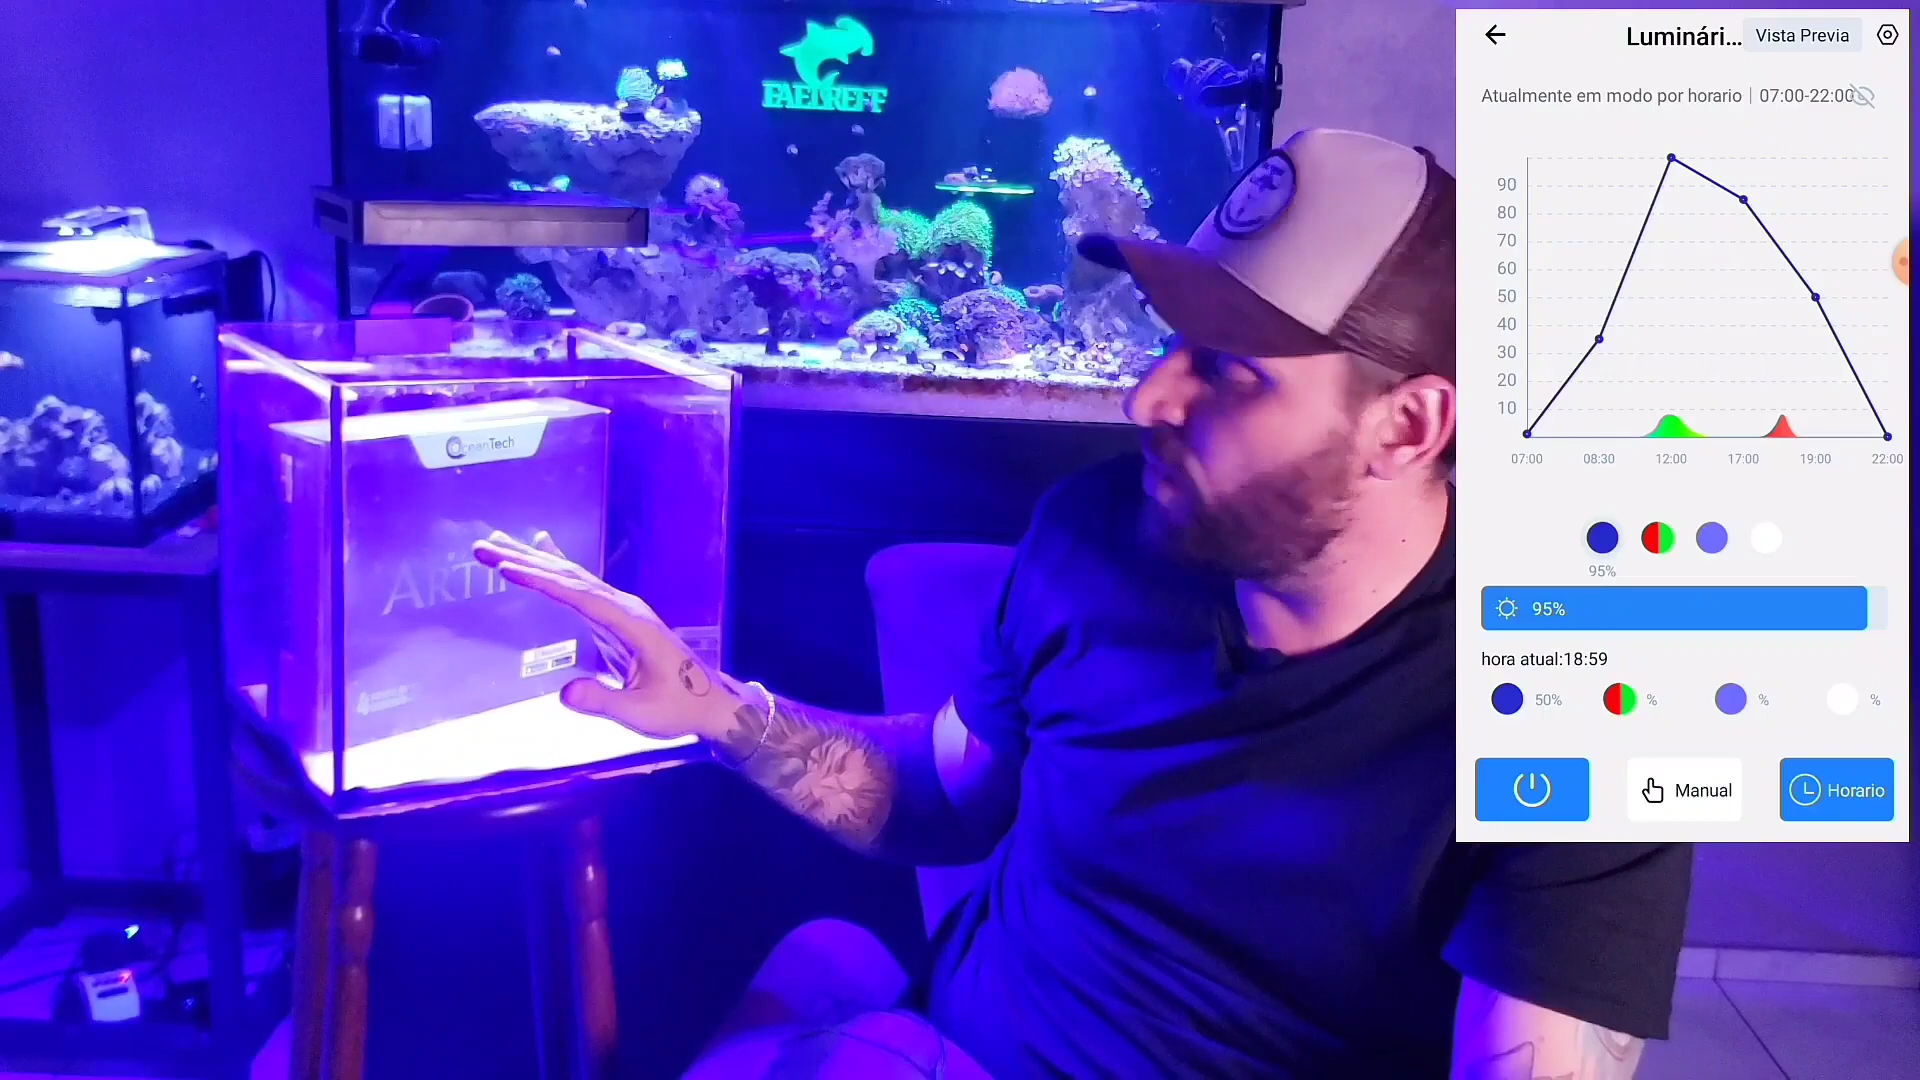 FAELREFF
OceanTech
Luminári...
Vista Previa
Atualmente em modo por horario | 07:00-22:00
90
80
70
60
50
40
30
20
10
07:00 08:30 12:00 17:00 19:00 22:00
95%
95%
hora atual:18:59
50% % % %
Manual
Horario